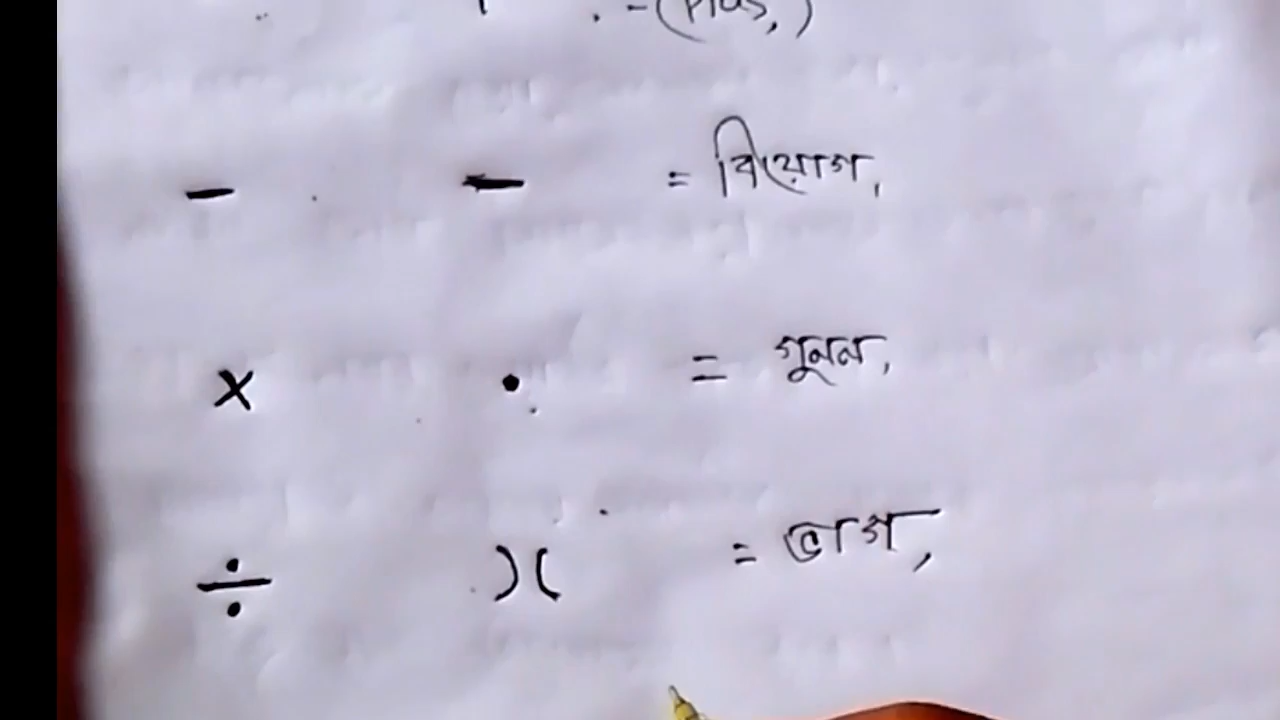 - (Plus,)
− − = বিয়োগ,
× • = গুনন,
÷ )( = ভাগ,